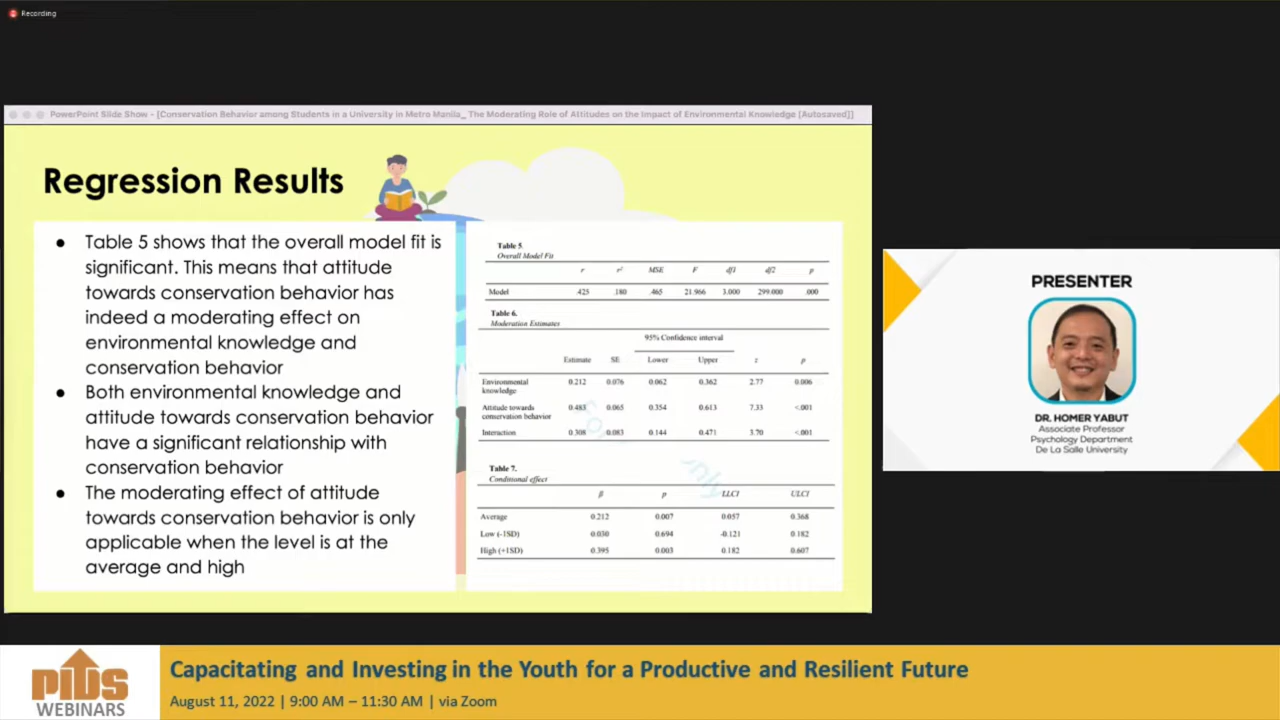 Recording
PowerPoint Slide Show - [Conservation Behavior among Students in a University in Metro Manila_ The Moderating Role of Attitudes on the Impact of Environmental Knowledge [Autosaved]]
Regression Results
● Table 5 shows that the overall model fit is
significant. This means that attitude
towards conservation behavior has
indeed a moderating effect on
environmental knowledge and
conservation behavior
● Both environmental knowledge and
attitude towards conservation behavior
have a significant relationship with
conservation behavior
● The moderating effect of attitude
towards conservation behavior is only
applicable when the level is at the
average and high
Table 5
Overall Model Fit
r r² MSE F df1 df2 p
Model .425 .180 .465 21.966 3.000 299.000 .000
Table 6.
Moderation Estimates
95% Confidence interval
Estimate SE Lower Upper z p
Environmental
knowledge 0.212 0.076 0.062 0.362 2.77 0.006
Attitude towards
conservation behavior 0.483 0.065 0.354 0.613 7.33 <.001
Interaction 0.308 0.083 0.144 0.471 3.70 <.001
Table 7.
Conditional effect
β p LLCI ULCI
Average 0.212 0.007 0.057 0.368
Low (-1SD) 0.030 0.694 -0.121 0.182
High (+1SD) 0.395 0.003 0.182 0.607
PRESENTER
DR. HOMER YABUT
Associate Professor
Psychology Department
De La Salle University
PIDS
WEBINARS
Capacitating and Investing in the Youth for a Productive and Resilient Future
August 11, 2022 | 9:00 AM – 11:30 AM | via Zoom